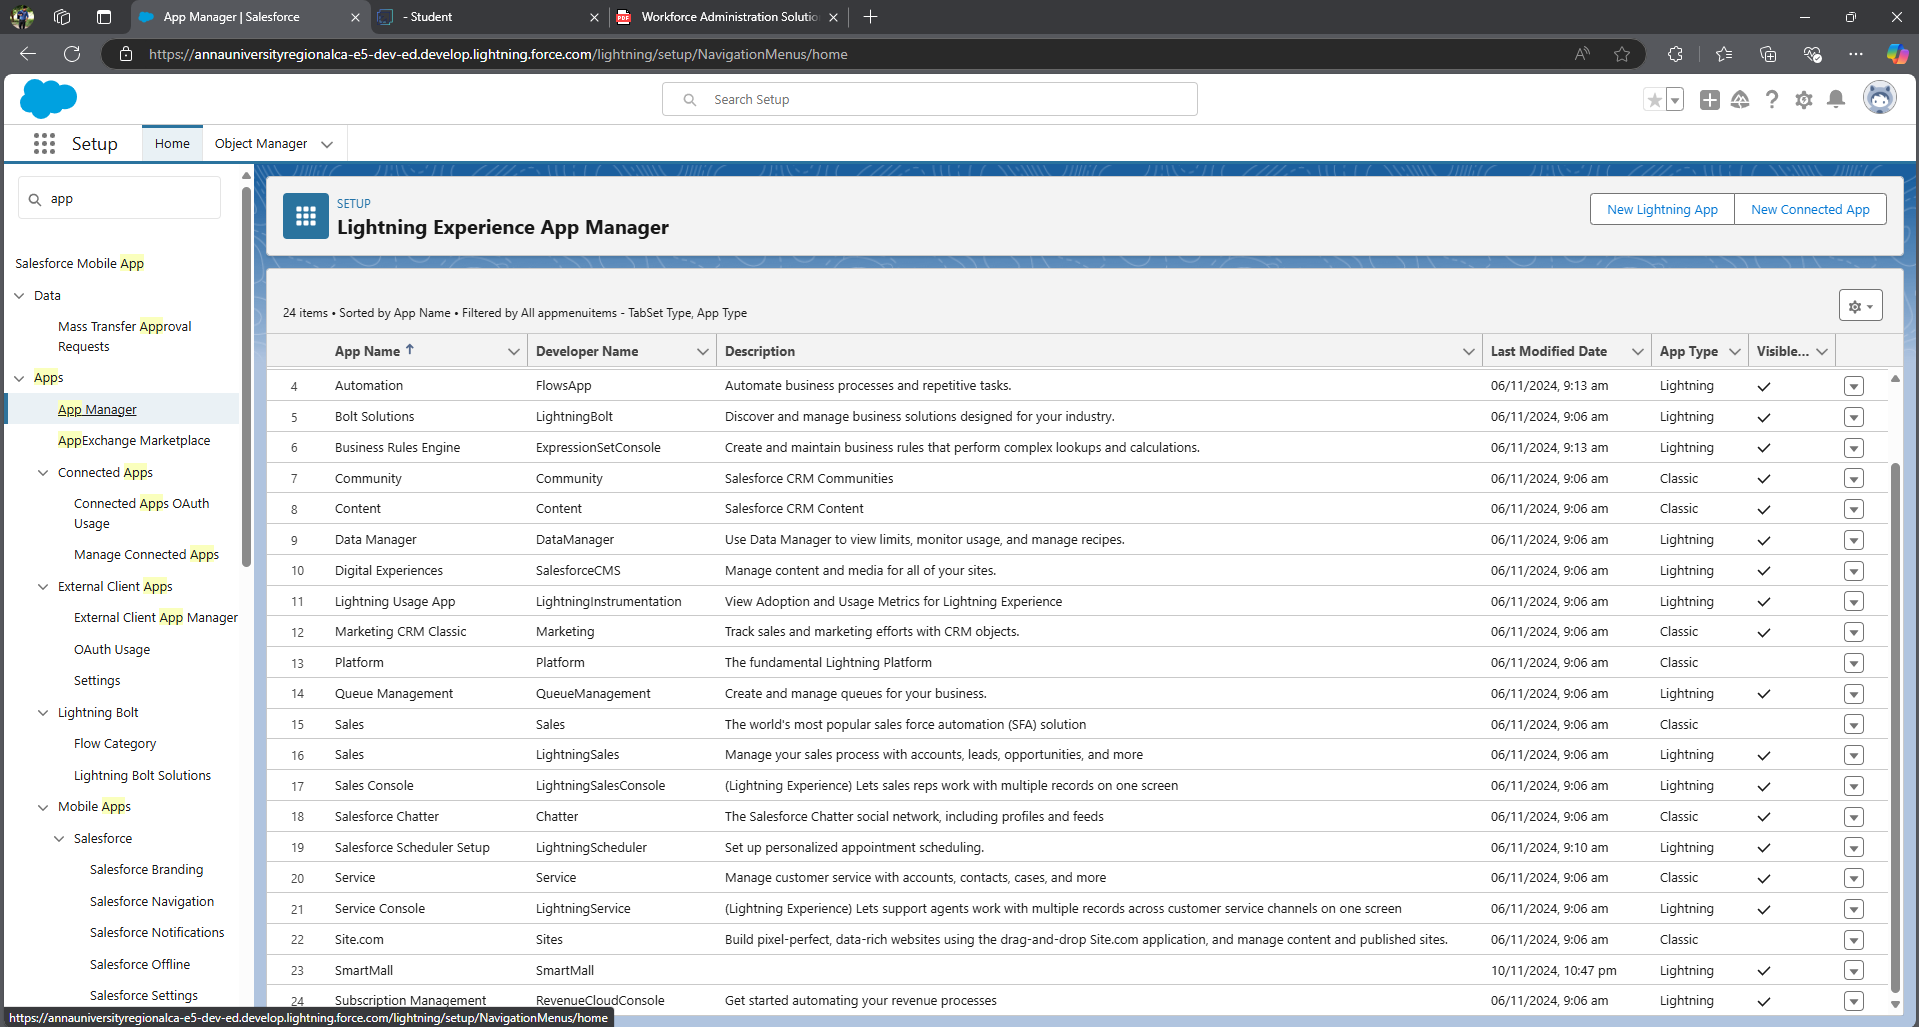 App Manager | Salesforce
- Student
Workforce Administration Solutio
https://annauniversityregionalca-e5-dev-ed.develop.lightning.force.com/lightning/setup/NavigationMenus/home
Search Setup
Setup
Home
Object Manager
app
Salesforce Mobile App
Data
Mass Transfer Approval
Requests
Apps
App Manager
AppExchange Marketplace
Connected Apps
Connected Apps OAuth
Usage
Manage Connected Apps
External Client Apps
External Client App Manager
OAuth Usage
Settings
Lightning Bolt
Flow Category
Lightning Bolt Solutions
Mobile Apps
Salesforce
Salesforce Branding
Salesforce Navigation
Salesforce Notifications
Salesforce Offline
Salesforce Settings
SETUP
Lightning Experience App Manager
New Lightning App
New Connected App
24 items • Sorted by App Name • Filtered by All appmenuitems - TabSet Type, App Type
App Name ↑ Developer Name Description Last Modified Date App Type Visible...
4 Automation FlowsApp Automate business processes and repetitive tasks. 06/11/2024, 9:13 am Lightning
5 Bolt Solutions LightningBolt Discover and manage business solutions designed for your industry. 06/11/2024, 9:06 am Lightning
6 Business Rules Engine ExpressionSetConsole Create and maintain business rules that perform complex lookups and calculations. 06/11/2024, 9:13 am Lightning
7 Community Community Salesforce CRM Communities 06/11/2024, 9:06 am Classic
8 Content Content Salesforce CRM Content 06/11/2024, 9:06 am Classic
9 Data Manager DataManager Use Data Manager to view limits, monitor usage, and manage recipes. 06/11/2024, 9:06 am Lightning
10 Digital Experiences SalesforceCMS Manage content and media for all of your sites. 06/11/2024, 9:06 am Lightning
11 Lightning Usage App LightningInstrumentation View Adoption and Usage Metrics for Lightning Experience 06/11/2024, 9:06 am Lightning
12 Marketing CRM Classic Marketing Track sales and marketing efforts with CRM objects. 06/11/2024, 9:06 am Classic
13 Platform Platform The fundamental Lightning Platform 06/11/2024, 9:06 am Classic
14 Queue Management QueueManagement Create and manage queues for your business. 06/11/2024, 9:06 am Lightning
15 Sales Sales The world's most popular sales force automation (SFA) solution 06/11/2024, 9:06 am Classic
16 Sales LightningSales Manage your sales process with accounts, leads, opportunities, and more 06/11/2024, 9:06 am Lightning
17 Sales Console LightningSalesConsole (Lightning Experience) Lets sales reps work with multiple records on one screen 06/11/2024, 9:06 am Lightning
18 Salesforce Chatter Chatter The Salesforce Chatter social network, including profiles and feeds 06/11/2024, 9:06 am Classic
19 Salesforce Scheduler Setup LightningScheduler Set up personalized appointment scheduling. 06/11/2024, 9:10 am Lightning
20 Service Service Manage customer service with accounts, contacts, cases, and more 06/11/2024, 9:06 am Classic
21 Service Console LightningService (Lightning Experience) Lets support agents work with multiple records across customer service channels on one screen 06/11/2024, 9:06 am Lightning
22 Site.com Sites Build pixel-perfect, data-rich websites using the drag-and-drop Site.com application, and manage content and published sites. 06/11/2024, 9:06 am Classic
23 SmartMall SmartMall 10/11/2024, 10:47 pm Lightning
24 Subscription Management RevenueCloudConsole Get started automating your revenue processes 06/11/2024, 9:06 am Lightning
https://annauniversityregionalca-e5-dev-ed.develop.lightning.force.com/lightning/setup/NavigationMenus/home